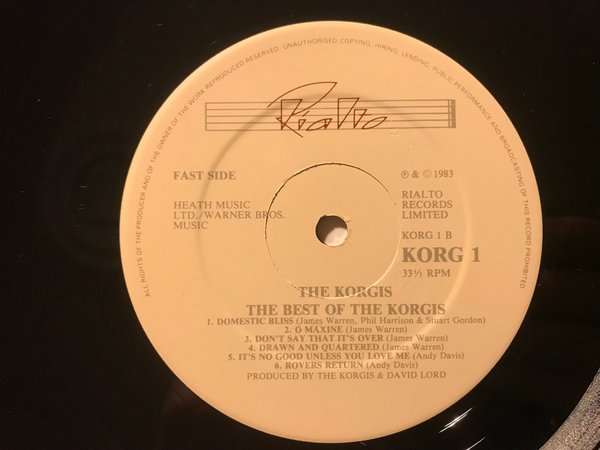 ALL RIGHTS OF THE PRODUCER AND OF THE OWNER OF THE WORK REPRODUCED RESERVED. UNAUTHORISED COPYING, HIRING, LENDING, PUBLIC PERFORMANCE AND BROADCASTING OF THIS RECORD PROHIBITED
Rialto
FAST SIDE
HEATH MUSIC
LTD./WARNER BROS.
MUSIC
℗ & © 1983
RIALTO
RECORDS
LIMITED
KORG 1 B
KORG 1
33⅓ RPM
THE KORGIS
THE BEST OF THE KORGIS
1. DOMESTIC BLISS (James Warren, Phil Harrison & Stuart Gordon)
2. O MAXINE (James Warren)
3. DON'T SAY THAT IT'S OVER (James Warren)
4. DRAWN AND QUARTERED (James Warren)
5. IT'S NO GOOD UNLESS YOU LOVE ME (Andy Davis)
6. ROVERS RETURN (Andy Davis)
PRODUCED BY THE KORGIS & DAVID LORD